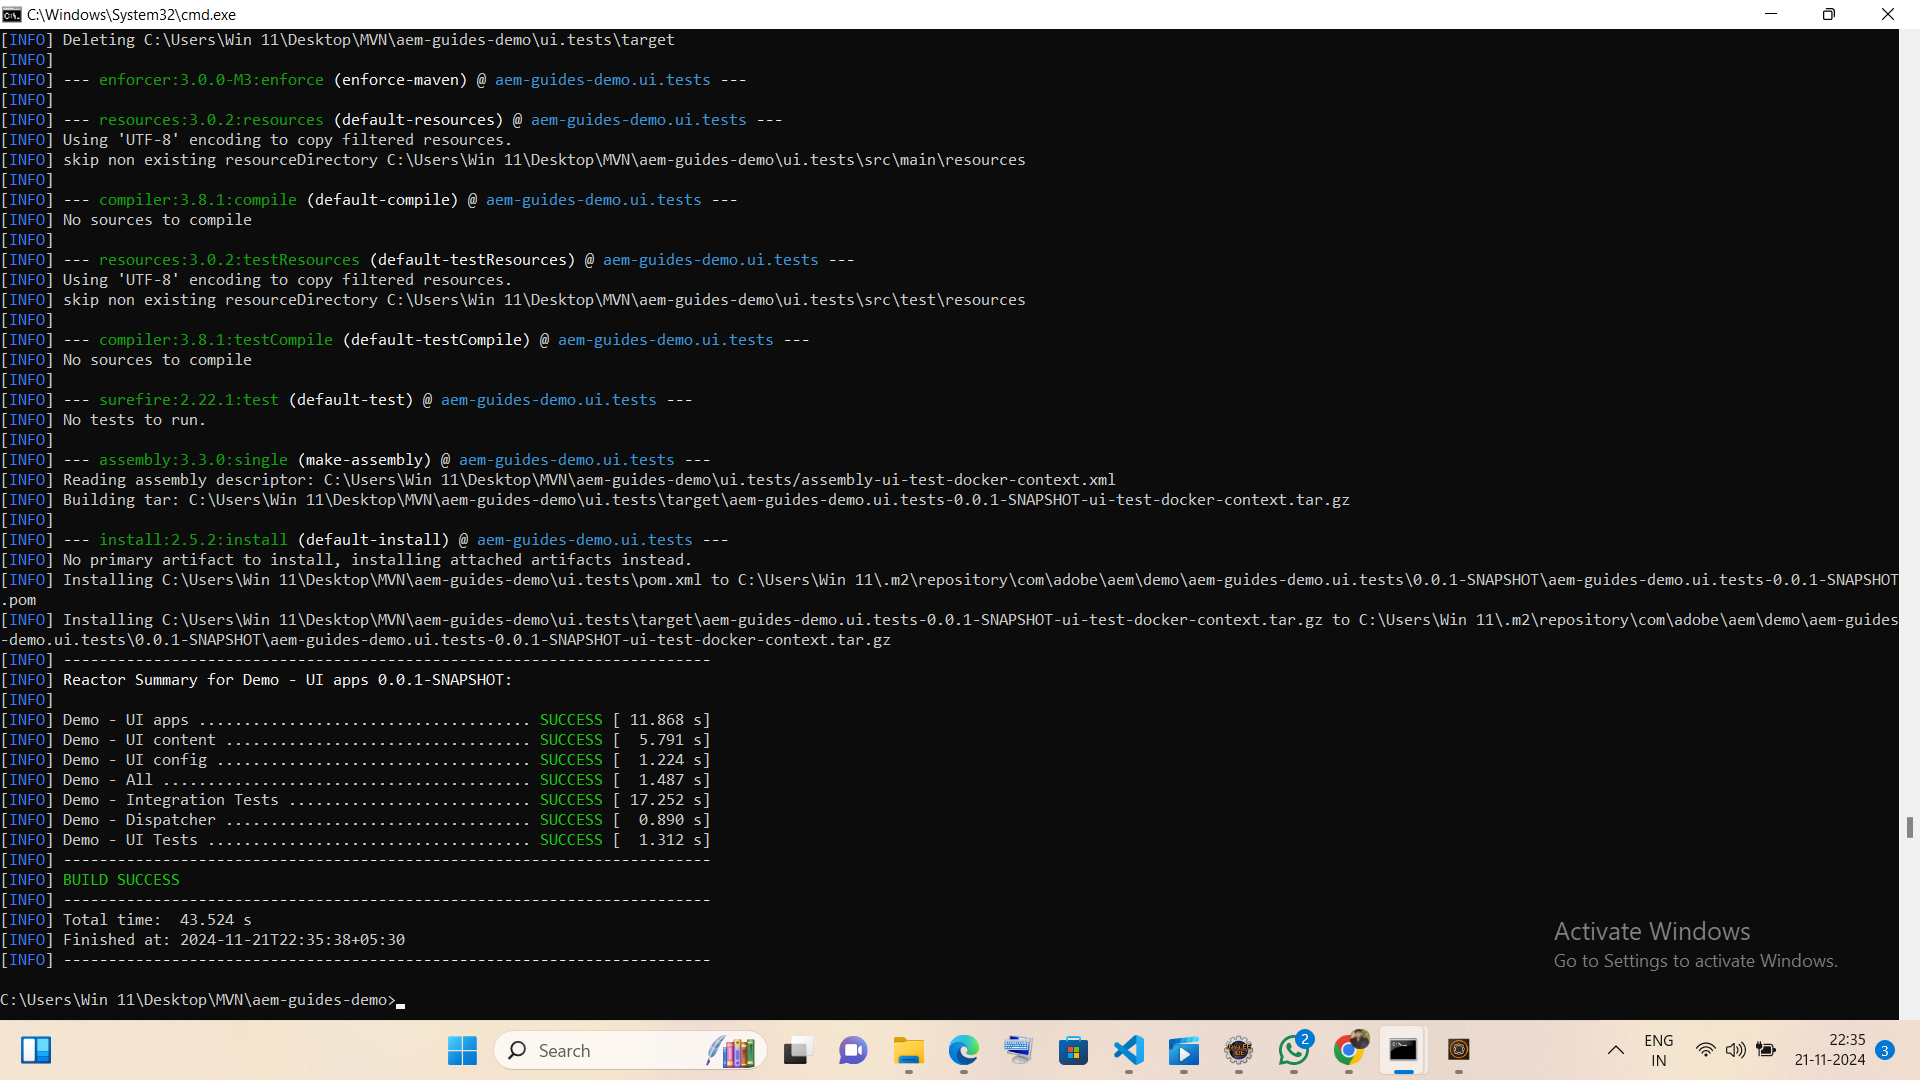 C:\Windows\System32\cmd.exe
[INFO] Deleting C:\Users\Win 11\Desktop\MVN\aem-guides-demo\ui.tests\target
[INFO]
[INFO] --- enforcer:3.0.0-M3:enforce (enforce-maven) @ aem-guides-demo.ui.tests ---
[INFO]
[INFO] --- resources:3.0.2:resources (default-resources) @ aem-guides-demo.ui.tests ---
[INFO] Using 'UTF-8' encoding to copy filtered resources.
[INFO] skip non existing resourceDirectory C:\Users\Win 11\Desktop\MVN\aem-guides-demo\ui.tests\src\main\resources
[INFO]
[INFO] --- compiler:3.8.1:compile (default-compile) @ aem-guides-demo.ui.tests ---
[INFO] No sources to compile
[INFO]
[INFO] --- resources:3.0.2:testResources (default-testResources) @ aem-guides-demo.ui.tests ---
[INFO] Using 'UTF-8' encoding to copy filtered resources.
[INFO] skip non existing resourceDirectory C:\Users\Win 11\Desktop\MVN\aem-guides-demo\ui.tests\src\test\resources
[INFO]
[INFO] --- compiler:3.8.1:testCompile (default-testCompile) @ aem-guides-demo.ui.tests ---
[INFO] No sources to compile
[INFO]
[INFO] --- surefire:2.22.1:test (default-test) @ aem-guides-demo.ui.tests ---
[INFO] No tests to run.
[INFO]
[INFO] --- assembly:3.3.0:single (make-assembly) @ aem-guides-demo.ui.tests ---
[INFO] Reading assembly descriptor: C:\Users\Win 11\Desktop\MVN\aem-guides-demo\ui.tests/assembly-ui-test-docker-context.xml
[INFO] Building tar: C:\Users\Win 11\Desktop\MVN\aem-guides-demo\ui.tests\target\aem-guides-demo.ui.tests-0.0.1-SNAPSHOT-ui-test-docker-context.tar.gz
[INFO]
[INFO] --- install:2.5.2:install (default-install) @ aem-guides-demo.ui.tests ---
[INFO] No primary artifact to install, installing attached artifacts instead.
[INFO] Installing C:\Users\Win 11\Desktop\MVN\aem-guides-demo\ui.tests\pom.xml to C:\Users\Win 11\.m2\repository\com\adobe\aem\demo\aem-guides-demo.ui.tests\0.0.1-SNAPSHOT\aem-guides-demo.ui.tests-0.0.1-SNAPSHOT
.pom
[INFO] Installing C:\Users\Win 11\Desktop\MVN\aem-guides-demo\ui.tests\target\aem-guides-demo.ui.tests-0.0.1-SNAPSHOT-ui-test-docker-context.tar.gz to C:\Users\Win 11\.m2\repository\com\adobe\aem\demo\aem-guides
-demo.ui.tests\0.0.1-SNAPSHOT\aem-guides-demo.ui.tests-0.0.1-SNAPSHOT-ui-test-docker-context.tar.gz
[INFO] ------------------------------------------------------------------------
[INFO] Reactor Summary for Demo - UI apps 0.0.1-SNAPSHOT:
[INFO]
[INFO] Demo - UI apps ..................................... SUCCESS [ 11.868 s]
[INFO] Demo - UI content .................................. SUCCESS [  5.791 s]
[INFO] Demo - UI config ................................... SUCCESS [  1.224 s]
[INFO] Demo - All ......................................... SUCCESS [  1.487 s]
[INFO] Demo - Integration Tests ........................... SUCCESS [ 17.252 s]
[INFO] Demo - Dispatcher .................................. SUCCESS [  0.890 s]
[INFO] Demo - UI Tests .................................... SUCCESS [  1.312 s]
[INFO] ------------------------------------------------------------------------
[INFO] BUILD SUCCESS
[INFO] ------------------------------------------------------------------------
[INFO] Total time:  43.524 s
[INFO] Finished at: 2024-11-21T22:35:38+05:30
[INFO] ------------------------------------------------------------------------
C:\Users\Win 11\Desktop\MVN\aem-guides-demo>
Activate Windows
Go to Settings to activate Windows.
Search
2
ENG
IN
22:35
21-11-2024
3